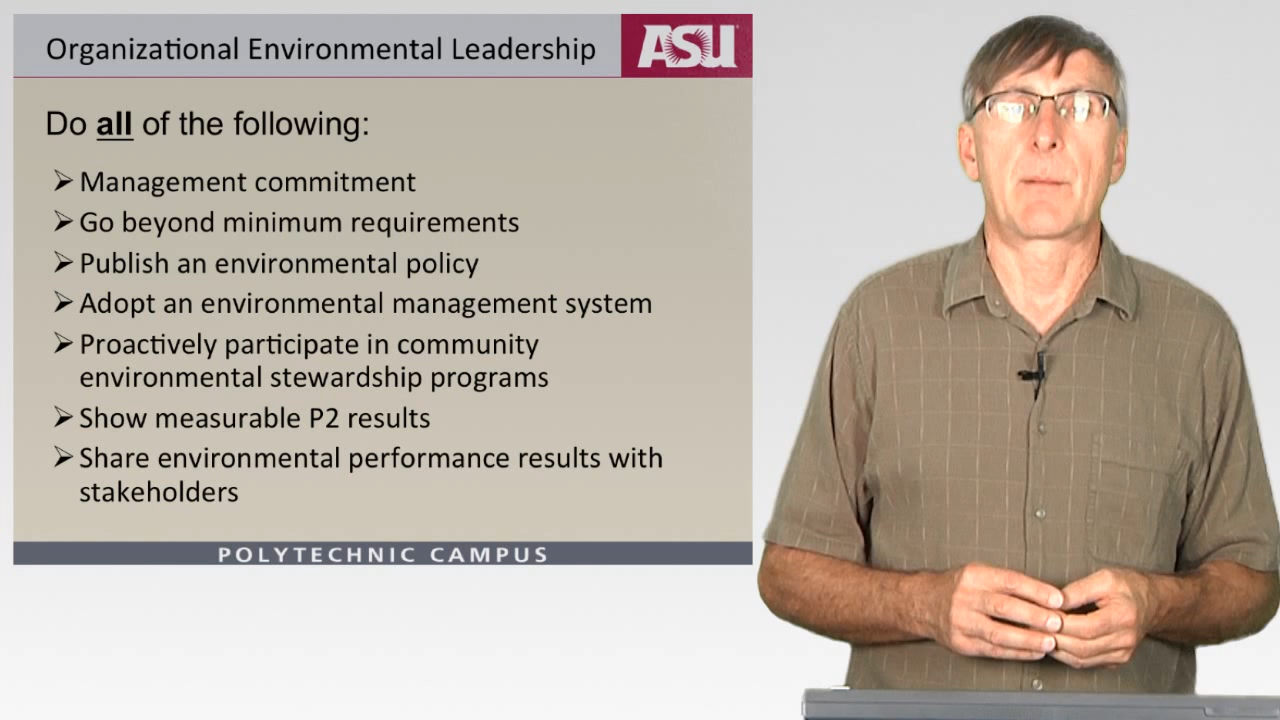 Organizational Environmental Leadership
ASU
Do all of the following:
➢ Management commitment
➢ Go beyond minimum requirements
➢ Publish an environmental policy
➢ Adopt an environmental management system
➢ Proactively participate in community
environmental stewardship programs
➢ Show measurable P2 results
➢ Share environmental performance results with
stakeholders
POLYTECHNIC CAMPUS